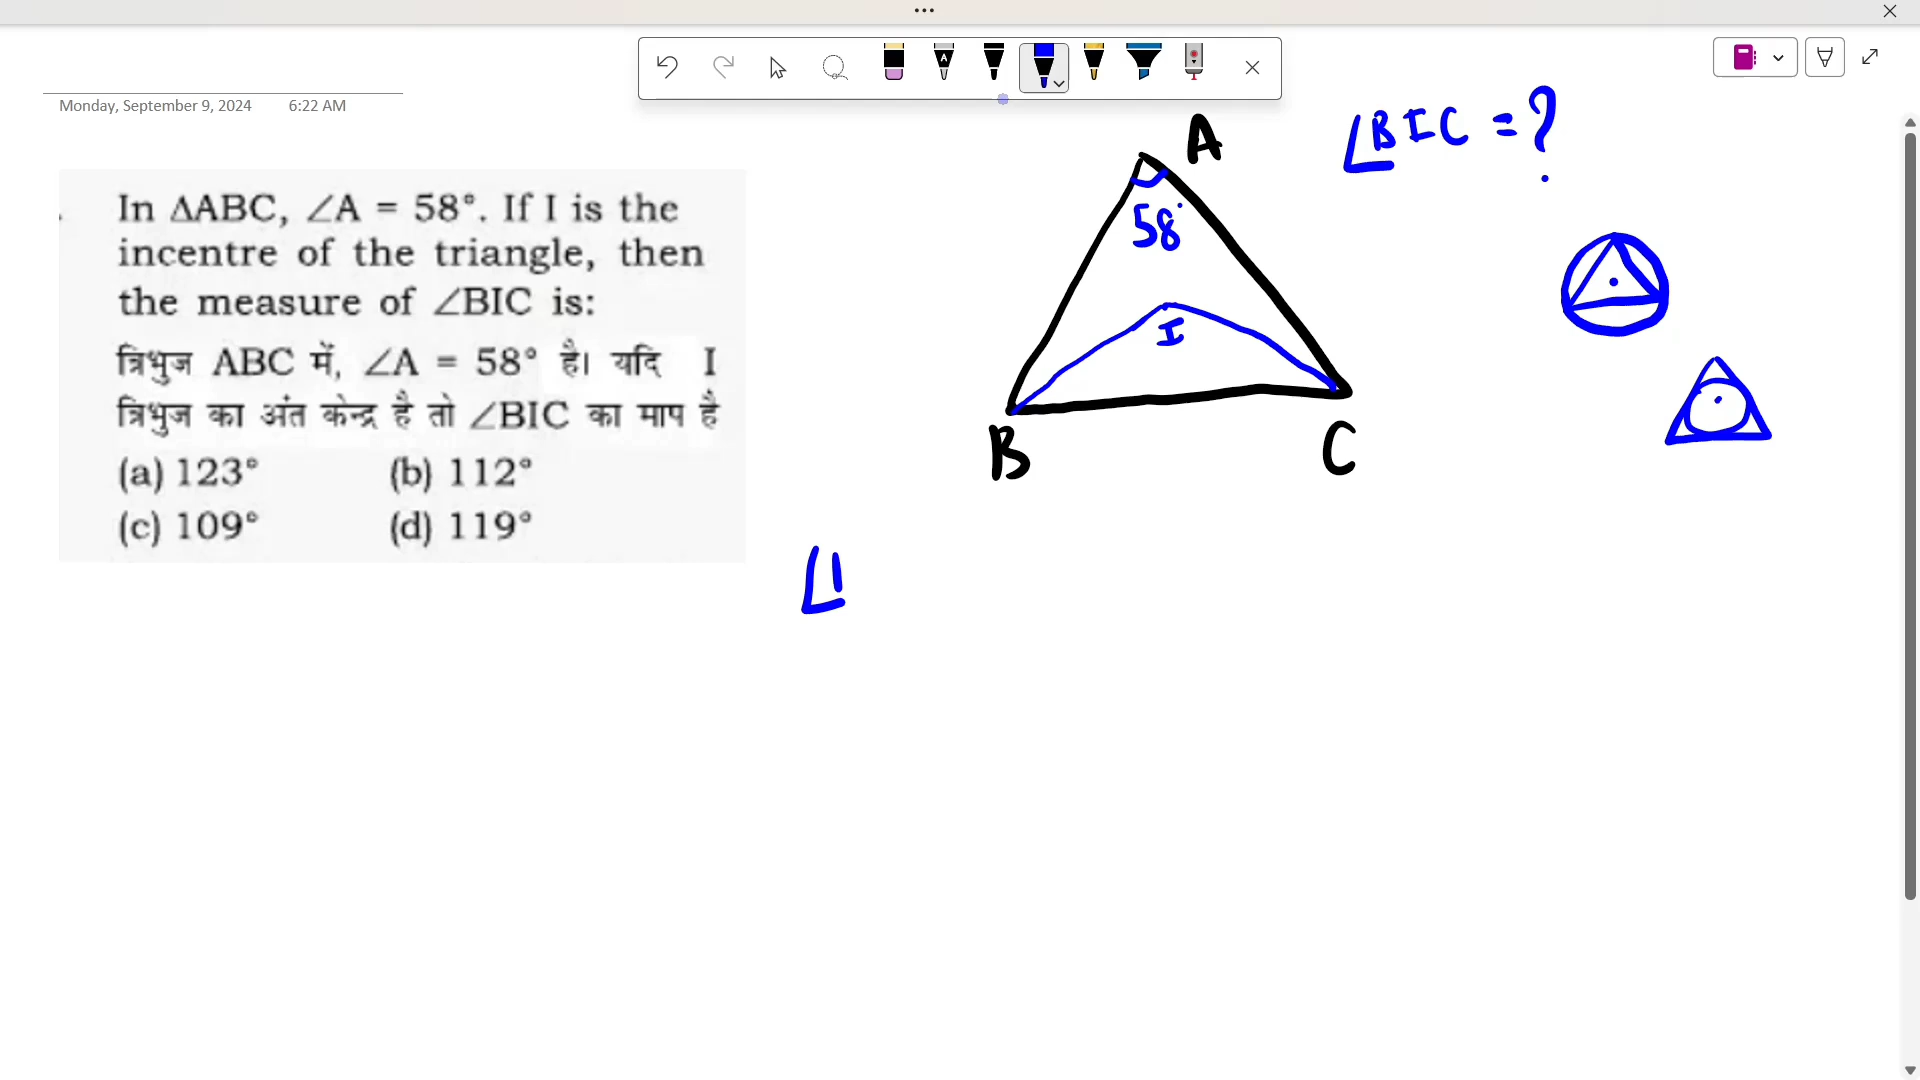 Monday, September 9, 2024 6:22 AM
∠BIC = ?
A
58°
I
B C
In ΔABC, ∠A = 58°. If I is the
incentre of the triangle, then
the measure of ∠BIC is:
त्रिभुज ABC में, ∠A = 58° है। यदि I
त्रिभुज का अंत केन्द्र है तो ∠BIC का माप है
(a) 123° (b) 112°
(c) 109° (d) 119°